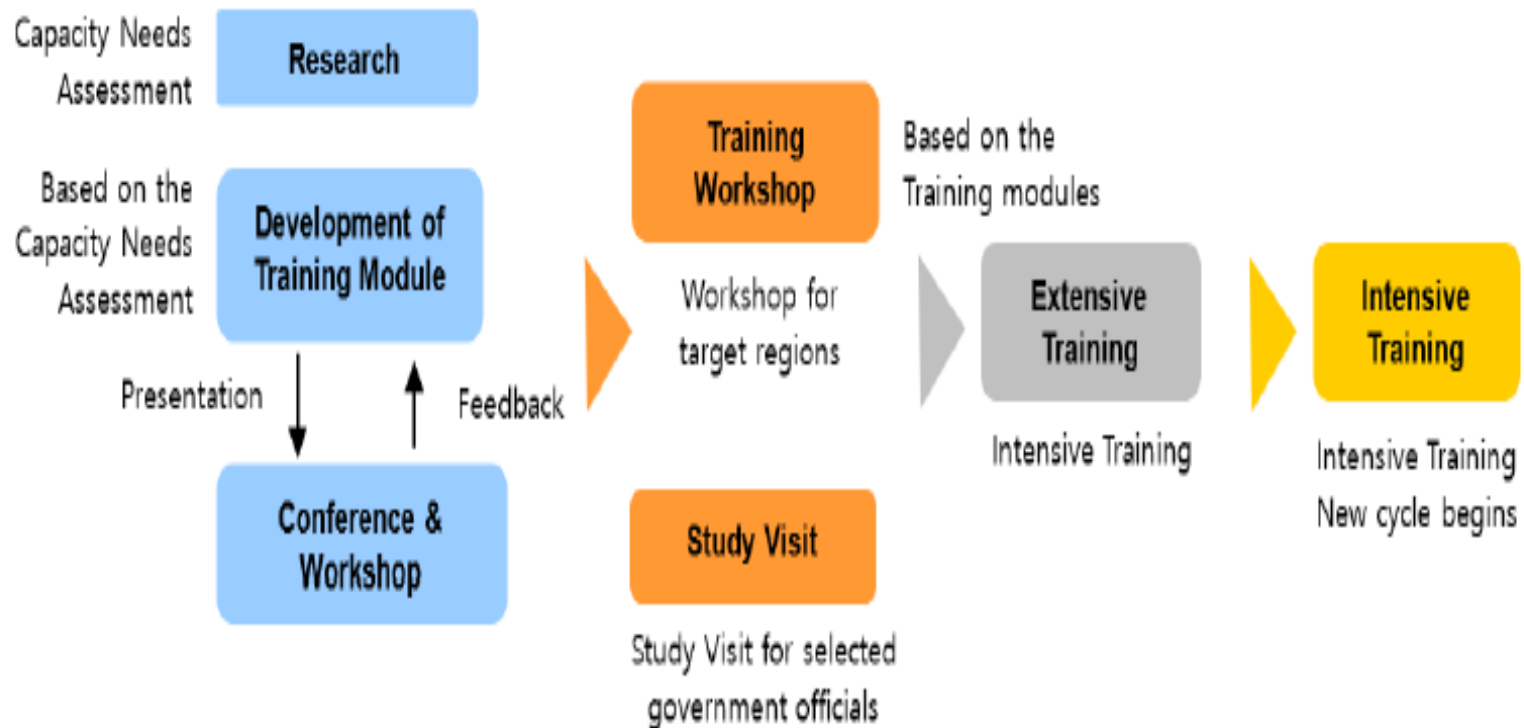 Capacity Needs
Assessment
Research
Based on the
Capacity Needs
Assessment
Development of
Training Module
Presentation
Feedback
Conference &
Workshop
Training
Workshop
Based on the
Training modules
Workshop for
target regions
Study Visit
Study Visit for selected
government officials
Extensive
Training
Intensive Training
Intensive
Training
Intensive Training
New cycle begins